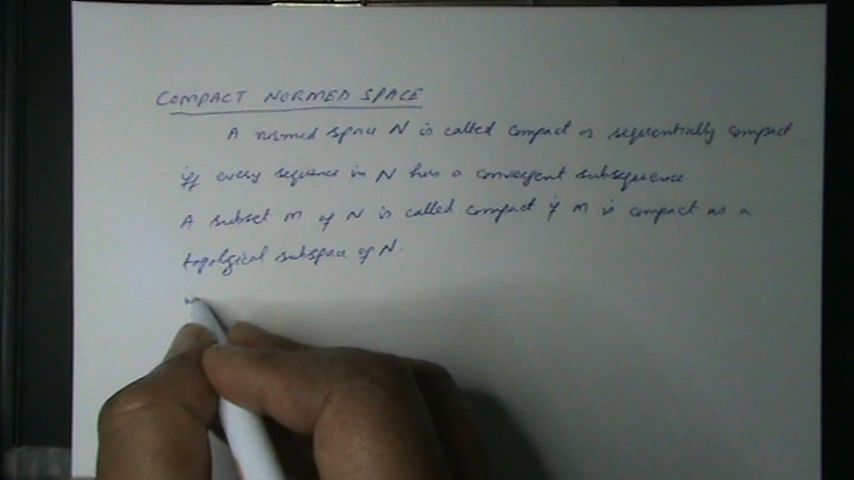 COMPACT NORMED SPACE
A normed space N is called compact or sequentially compact
iff every sequence in N has a convergent subsequence
A subset M of N is called compact if M is compact as a
topolgical subspace of N.